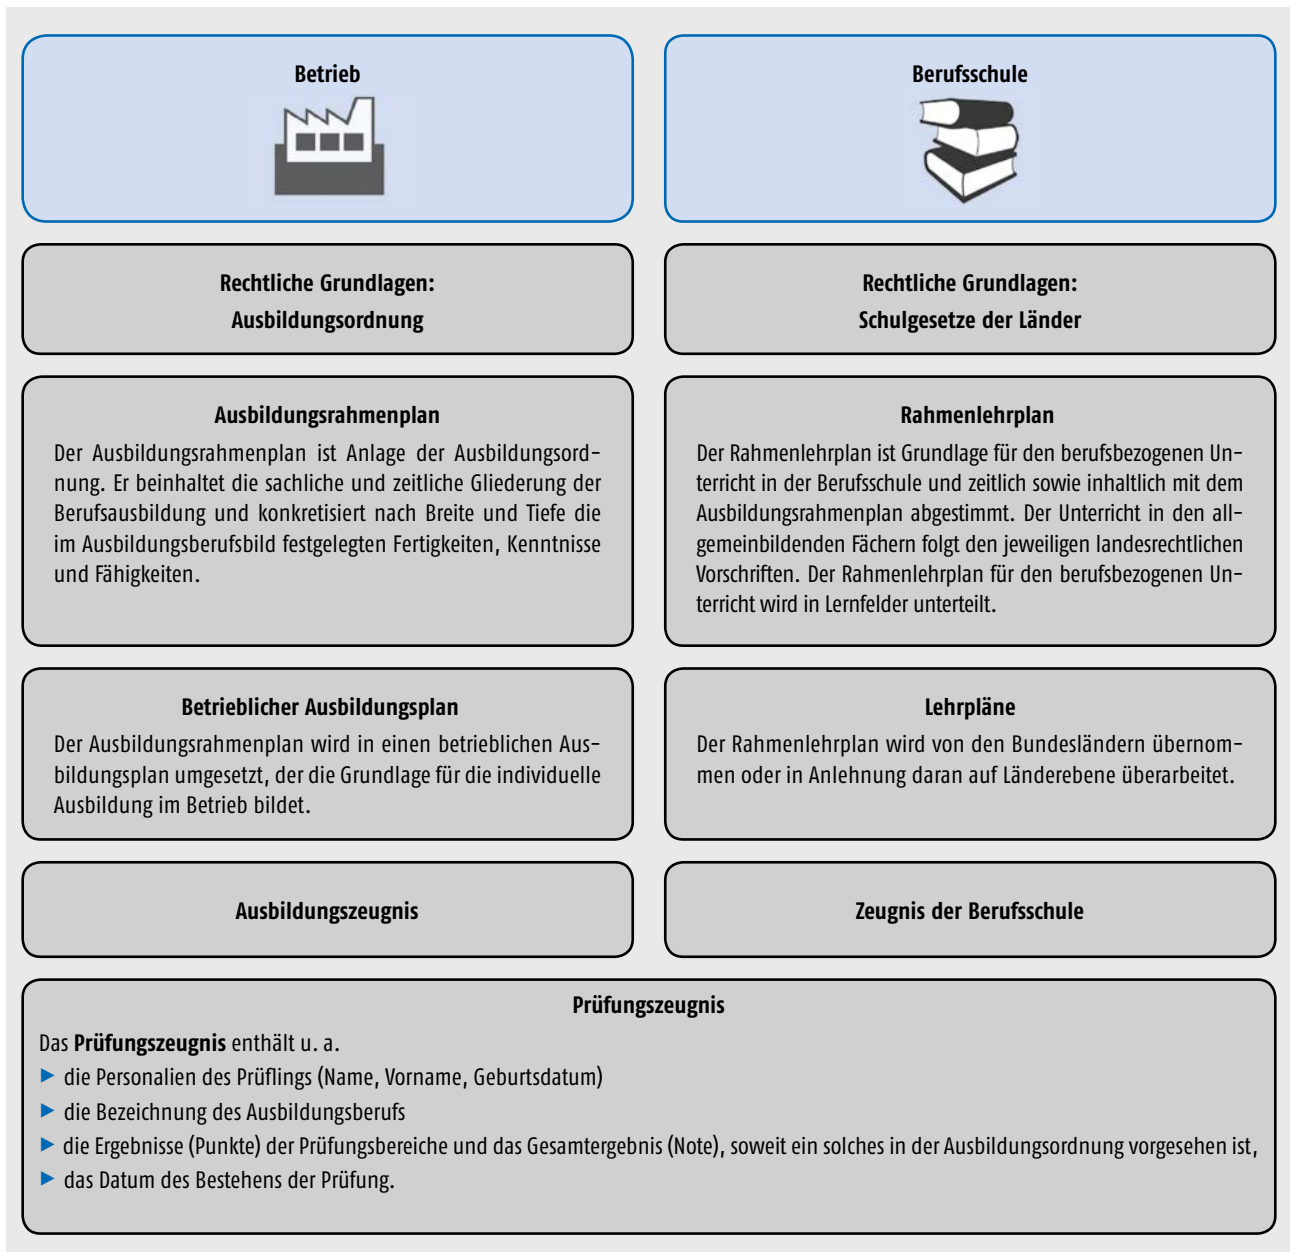 Betrieb
Berufsschule
Rechtliche Grundlagen:
Ausbildungsordnung
Rechtliche Grundlagen:
Schulgesetze der Länder
Ausbildungsrahmenplan
Der Ausbildungsrahmenplan ist Anlage der Ausbildungsord-
nung. Er beinhaltet die sachliche und zeitliche Gliederung der
Berufsausbildung und konkretisiert nach Breite und Tiefe die
im Ausbildungsberufsbild festgelegten Fertigkeiten, Kenntnisse
und Fähigkeiten.
Rahmenlehrplan
Der Rahmenlehrplan ist Grundlage für den berufsbezogenen Un-
terricht in der Berufsschule und zeitlich sowie inhaltlich mit dem
Ausbildungsrahmenplan abgestimmt. Der Unterricht in den all-
gemeinbildenden Fächern folgt den jeweiligen landesrechtlichen
Vorschriften. Der Rahmenlehrplan für den berufsbezogenen Un-
terricht wird in Lernfelder unterteilt.
Betrieblicher Ausbildungsplan
Der Ausbildungsrahmenplan wird in einen betrieblichen Aus-
bildungsplan umgesetzt, der die Grundlage für die individuelle
Ausbildung im Betrieb bildet.
Lehrpläne
Der Rahmenlehrplan wird von den Bundesländern übernom-
men oder in Anlehnung daran auf Länderebene überarbeitet.
Ausbildungszeugnis
Zeugnis der Berufsschule
Prüfungszeugnis
Das Prüfungszeugnis enthält u. a.
▶ die Personalien des Prüflings (Name, Vorname, Geburtsdatum)
▶ die Bezeichnung des Ausbildungsberufs
▶ die Ergebnisse (Punkte) der Prüfungsbereiche und das Gesamtergebnis (Note), soweit ein solches in der Ausbildungsordnung vorgesehen ist,
▶ das Datum des Bestehens der Prüfung.